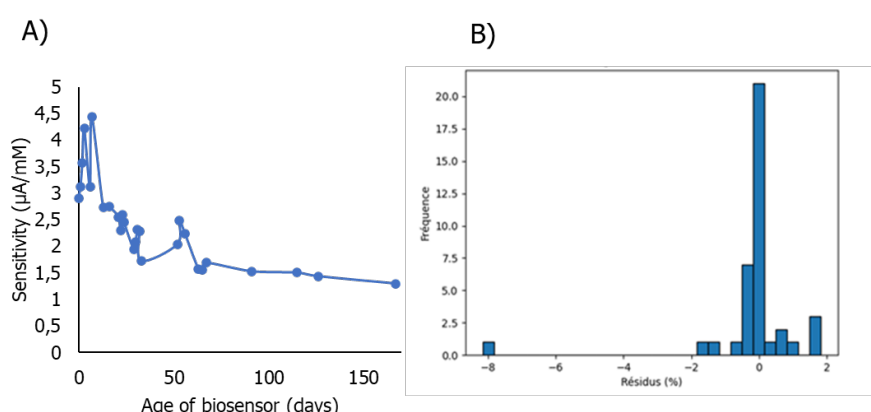 A)
B)
Sensitivity (µA/mM)
5
4,5
4
3,5
3
2,5
2
1,5
1
0,5
0
0 50 100 150
Age of biosensor (days)
Fréquence
20.0
17.5
15.0
12.5
10.0
7.5
5.0
2.5
0.0
−8 −6 −4 −2 0 2
Résidus (%)